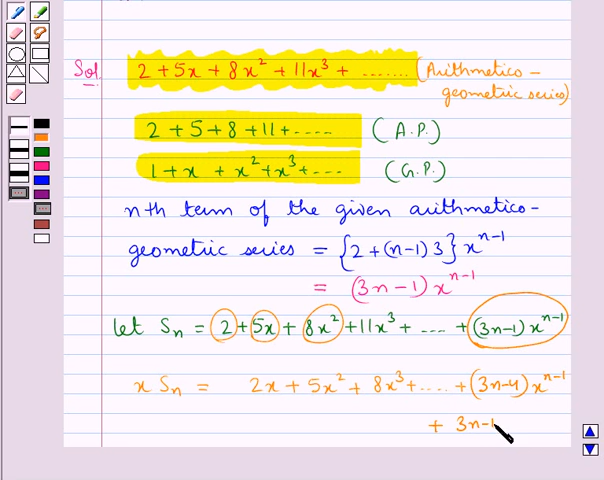 Sol. 2 + 5x + 8x² + 11x³ + ........ (Arithmetico -
geometric series)
2 + 5 + 8 + 11 + ..... (A.P.)
1 + x + x² + x³ + .... (G.P.)
nth term of the given arithmetico-
geometric series = {2 + (n-1) 3} xⁿ⁻¹
= (3n-1) xⁿ⁻¹
let Sₙ = 2 + 5x + 8x² + 11x³ + .... + (3n-1) xⁿ⁻¹
x Sₙ = 2x + 5x² + 8x³ + ..... + (3n-4) xⁿ⁻¹
+ 3n-1